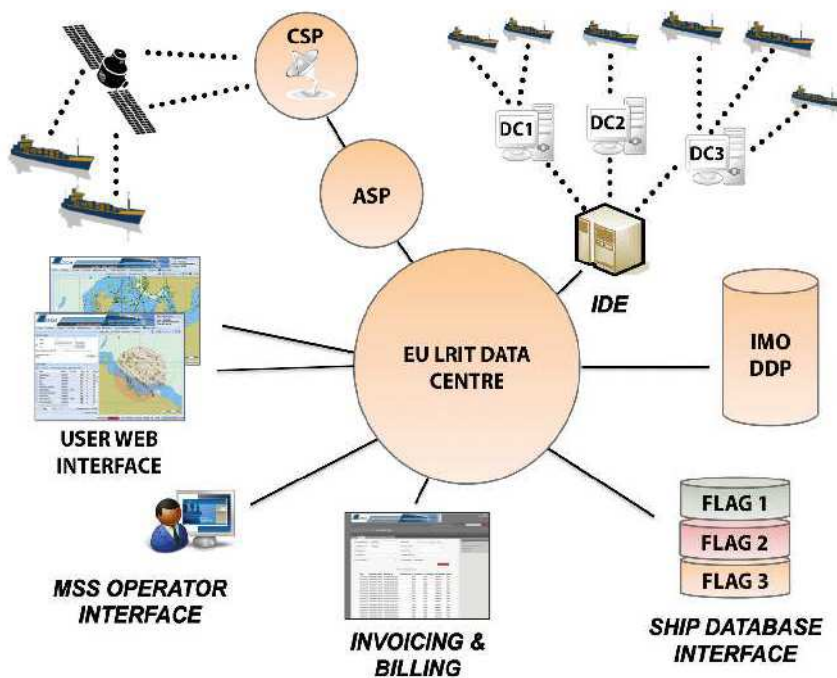 CSP
DC1
DC2
DC3
ASP
IDE
EU LRIT DATA
CENTRE
IMO
DDP
USER WEB
INTERFACE
FLAG 1
FLAG 2
FLAG 3
MSS OPERATOR
INTERFACE
INVOICING &
BILLING
SHIP DATABASE
INTERFACE